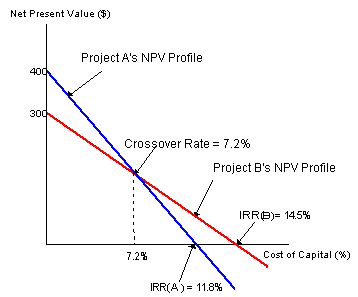 Net Present Value ($)
Project A's NPV Profile
400
300
Crossover Rate = 7.2%
Project B's NPV Profile
IRR(B)= 14.5%
7.2%
Cost of Capital (%)
IRR(A) = 11.8%